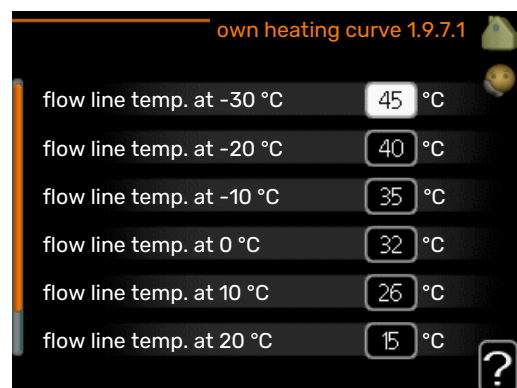 own heating curve 1.9.7.1
flow line temp. at -30 °C 45 °C
flow line temp. at -20 °C 40 °C
flow line temp. at -10 °C 35 °C
flow line temp. at 0 °C 32 °C
flow line temp. at 10 °C 26 °C
flow line temp. at 20 °C 15 °C
?